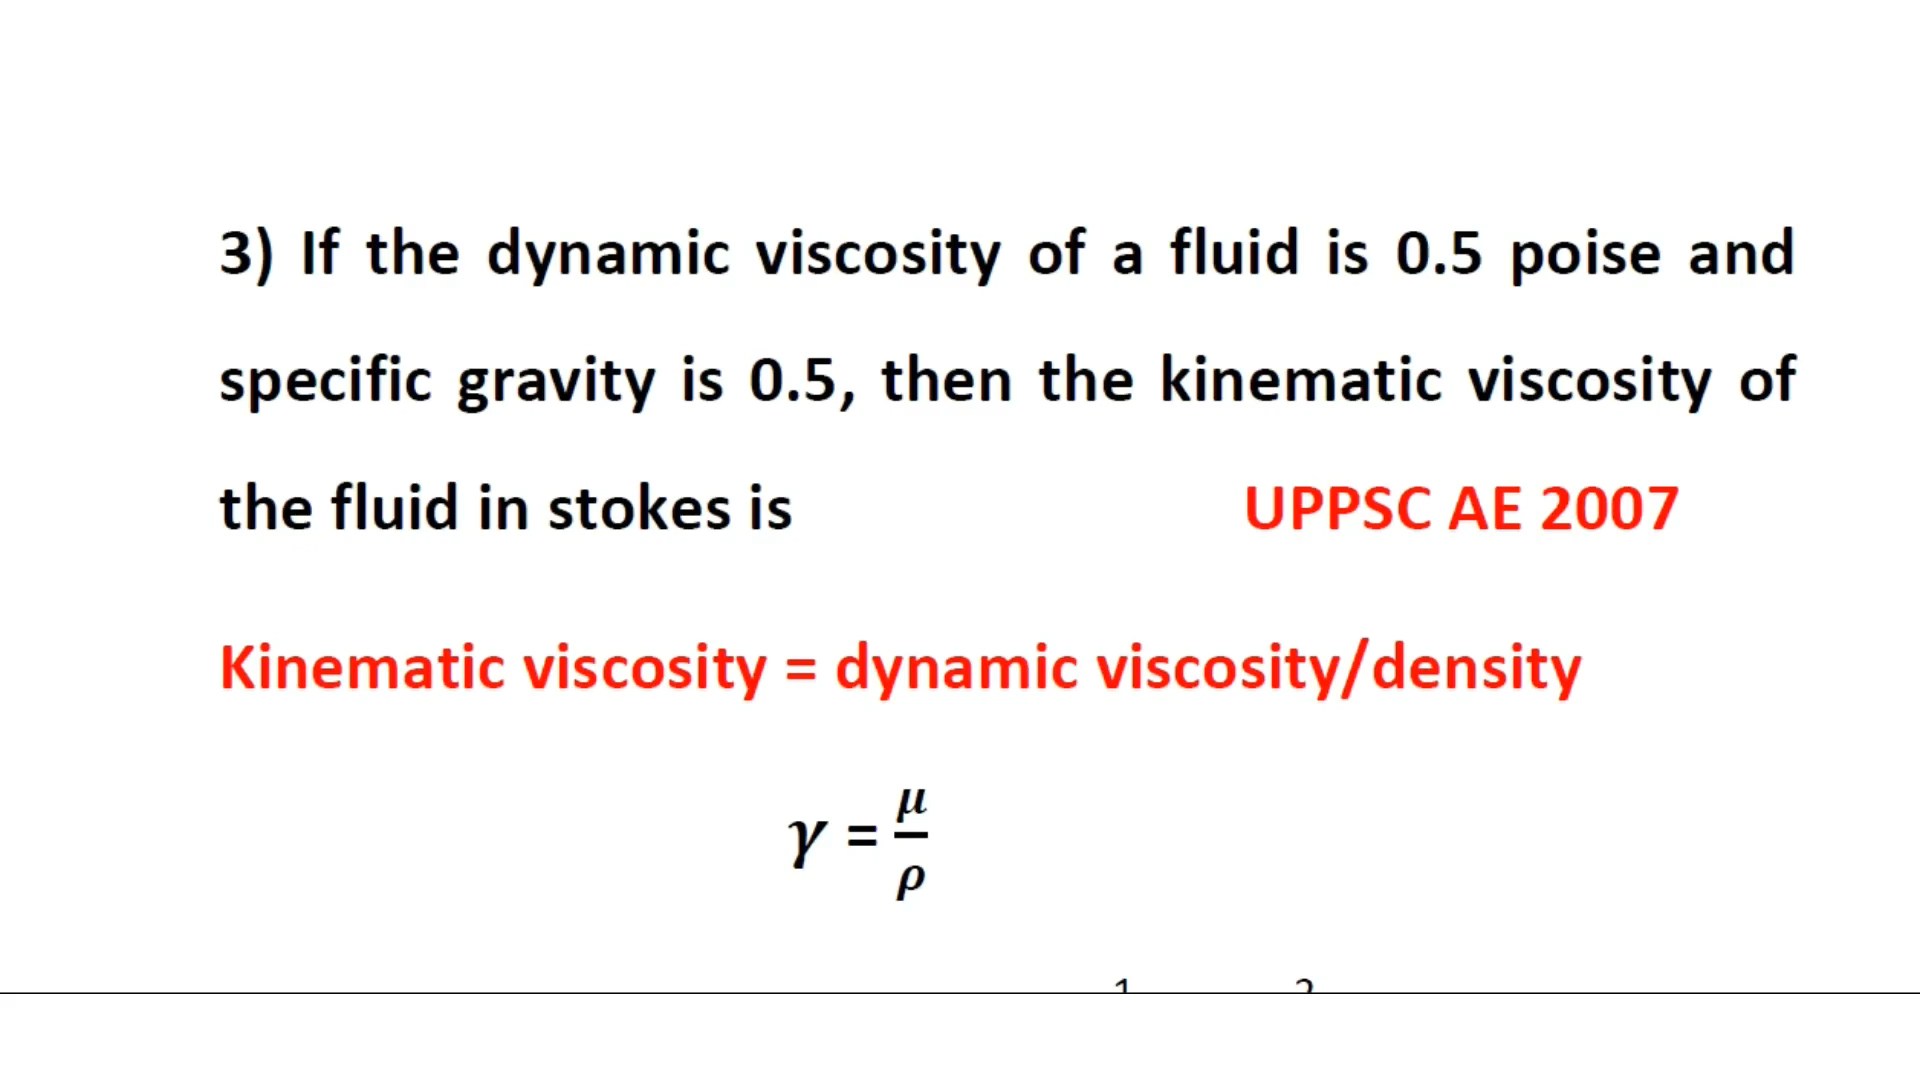 3) If the dynamic viscosity of a fluid is 0.5 poise and
specific gravity is 0.5, then the kinematic viscosity of
the fluid in stokes is UPPSC AE 2007
Kinematic viscosity = dynamic viscosity/density
γ = μ/ρ